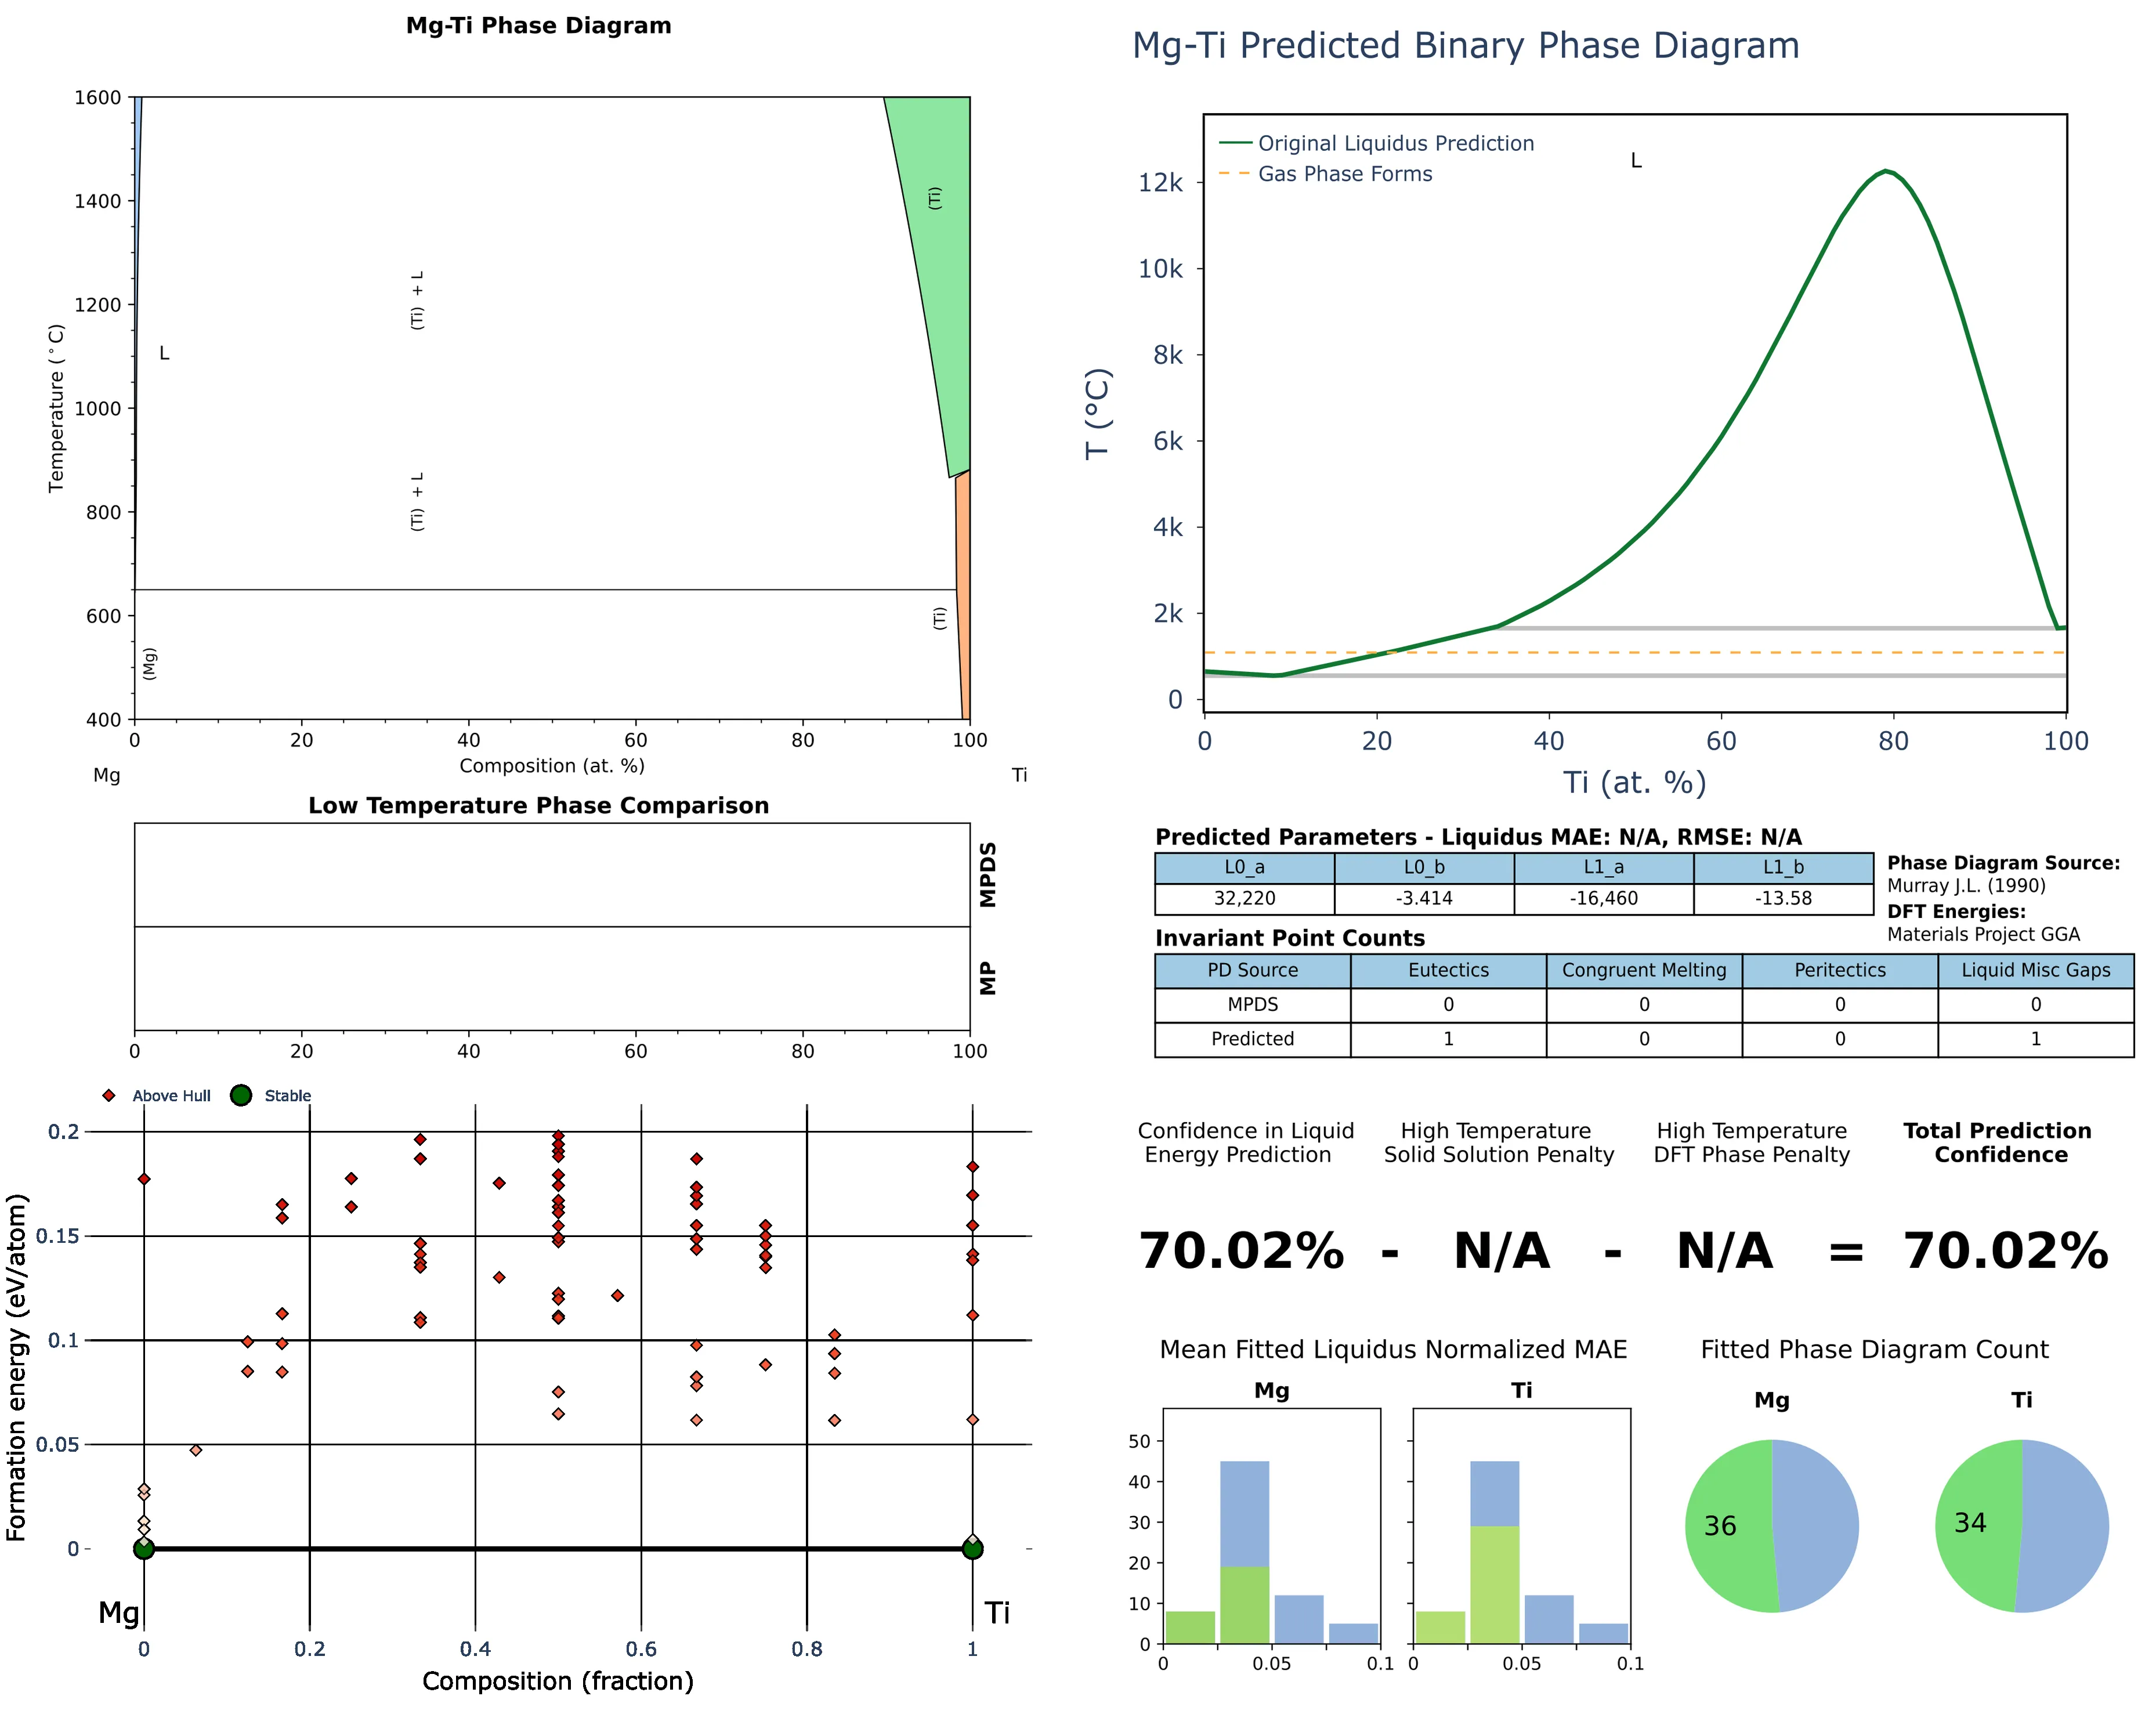 Mg-Ti Phase Diagram
1600
1400
1200
1000
800
600
400
Temperature (°C)
L
(Ti) + L
(Ti) + L
(Ti)
(Ti)
(Mg)
0 20 40 60 80 100
Mg Composition (at. %) Ti
Low Temperature Phase Comparison
MPDS
MP
0 20 40 60 80 100
Above Hull Stable
0.2
0.15
0.1
0.05
0
Formation energy (eV/atom)
Mg Ti
0 0.2 0.4 0.6 0.8 1
Composition (fraction)
Mg-Ti Predicted Binary Phase Diagram
Original Liquidus Prediction
Gas Phase Forms
L
12k
10k
8k
6k
4k
2k
0
T (°C)
0 20 40 60 80 100
Ti (at. %)
Predicted Parameters - Liquidus MAE: N/A, RMSE: N/A
L0_a L0_b L1_a L1_b
32,220 -3.414 -16,460 -13.58
Phase Diagram Source:
Murray J.L. (1990)
DFT Energies:
Materials Project GGA
Invariant Point Counts
PD Source Eutectics Congruent Melting Peritectics Liquid Misc Gaps
MPDS 0 0 0 0
Predicted 1 0 0 1
Confidence in Liquid
Energy Prediction
High Temperature
Solid Solution Penalty
High Temperature
DFT Phase Penalty
Total Prediction
Confidence
70.02% - N/A - N/A = 70.02%
Mean Fitted Liquidus Normalized MAE
Mg Ti
50
40
30
20
10
0
0 0.05 0.1 0 0.05 0.1
Fitted Phase Diagram Count
Mg Ti
36 34